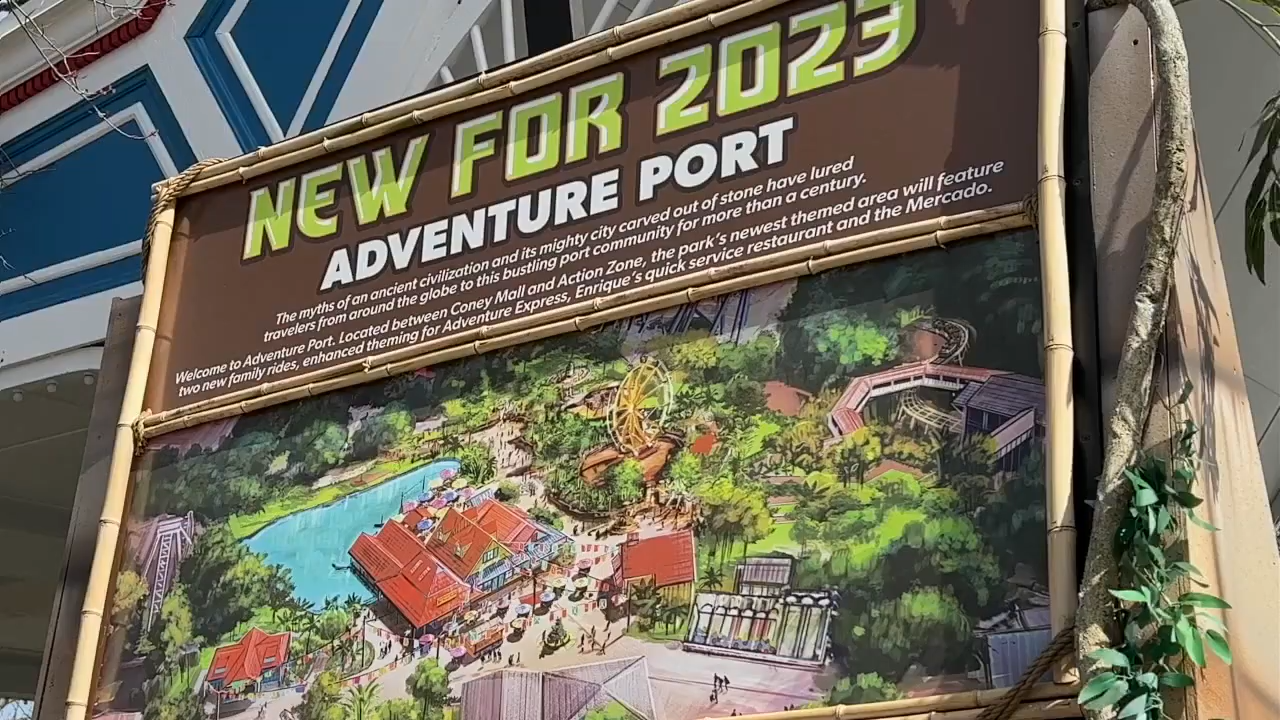 NEW FOR 2023
ADVENTURE PORT
The myths of an ancient civilization and its mighty city carved out of stone have lured
travelers from around the globe to this bustling port community for more than a century.
Welcome to Adventure Port. Located between Coney Mall and Action Zone, the park's newest themed area will feature
two new family rides, enhanced theming for Adventure Express, Enrique's quick service restaurant and the Mercado.